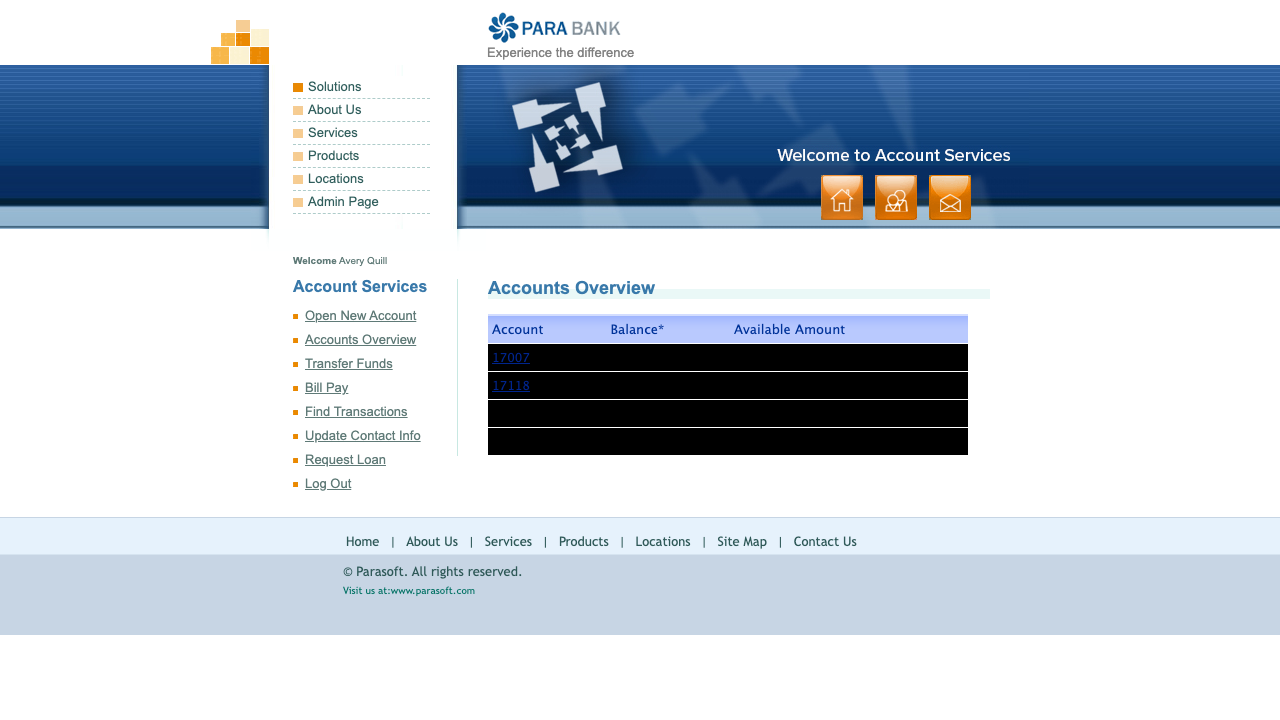 PARA BANK
Experience the difference
Solutions
About Us
Services
Products
Locations
Admin Page
Welcome to Account Services
Welcome Avery Quill
Account Services
Open New Account
Accounts Overview
Transfer Funds
Bill Pay
Find Transactions
Update Contact Info
Request Loan
Log Out
Accounts Overview
Account Balance* Available Amount
17007
17118
Home | About Us | Services | Products | Locations | Site Map | Contact Us
© Parasoft. All rights reserved.
Visit us at:www.parasoft.com